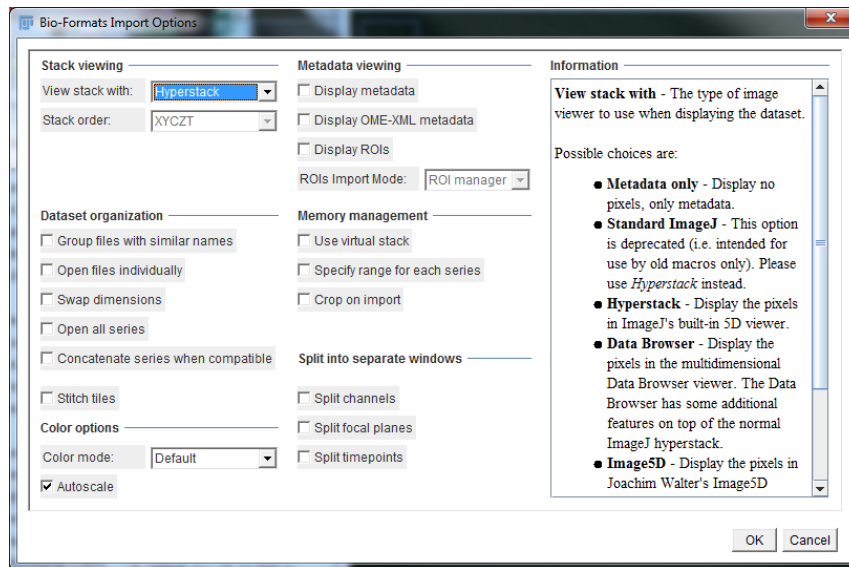 Bio-Formats Import Options
Stack viewing
View stack with: Hyperstack
Stack order: XYCZT
Metadata viewing
Display metadata
Display OME-XML metadata
Display ROIs
ROIs Import Mode: ROI manager
Dataset organization
Group files with similar names
Open files individually
Swap dimensions
Open all series
Concatenate series when compatible
Stitch tiles
Memory management
Use virtual stack
Specify range for each series
Crop on import
Split into separate windows
Split channels
Split focal planes
Split timepoints
Color options
Color mode: Default
Autoscale
Information
View stack with - The type of image
viewer to use when displaying the dataset.
Possible choices are:
Metadata only - Display no
pixels, only metadata.
Standard ImageJ - This option
is deprecated (i.e. intended for
use by old macros only). Please
use Hyperstack instead.
Hyperstack - Display the pixels
in ImageJ's built-in 5D viewer.
Data Browser - Display the
pixels in the multidimensional
Data Browser viewer. The Data
Browser has some additional
features on top of the normal
ImageJ hyperstack.
Image5D - Display the pixels in
Joachim Walter's Image5D
OK Cancel